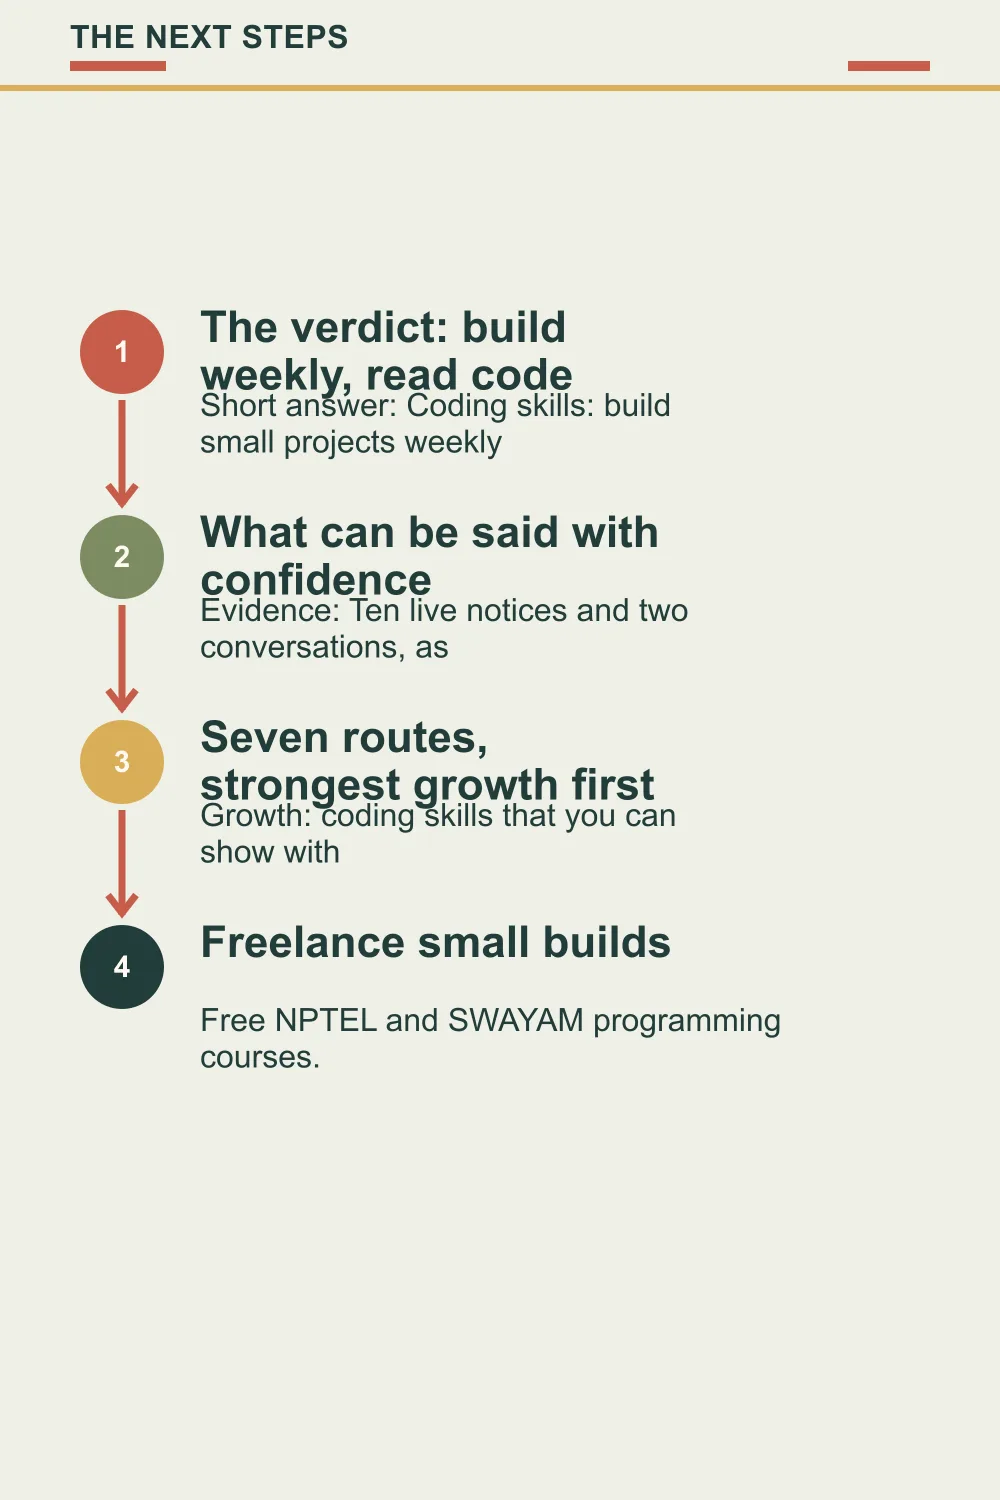 THE NEXT STEPS
1
The verdict: build
weekly, read code
Short answer: Coding skills: build
small projects weekly
2
What can be said with
confidence
Evidence: Ten live notices and two
conversations, as
3
Seven routes,
strongest growth first
Growth: coding skills that you can
show with
4
Freelance small builds
Free NPTEL and SWAYAM programming
courses.